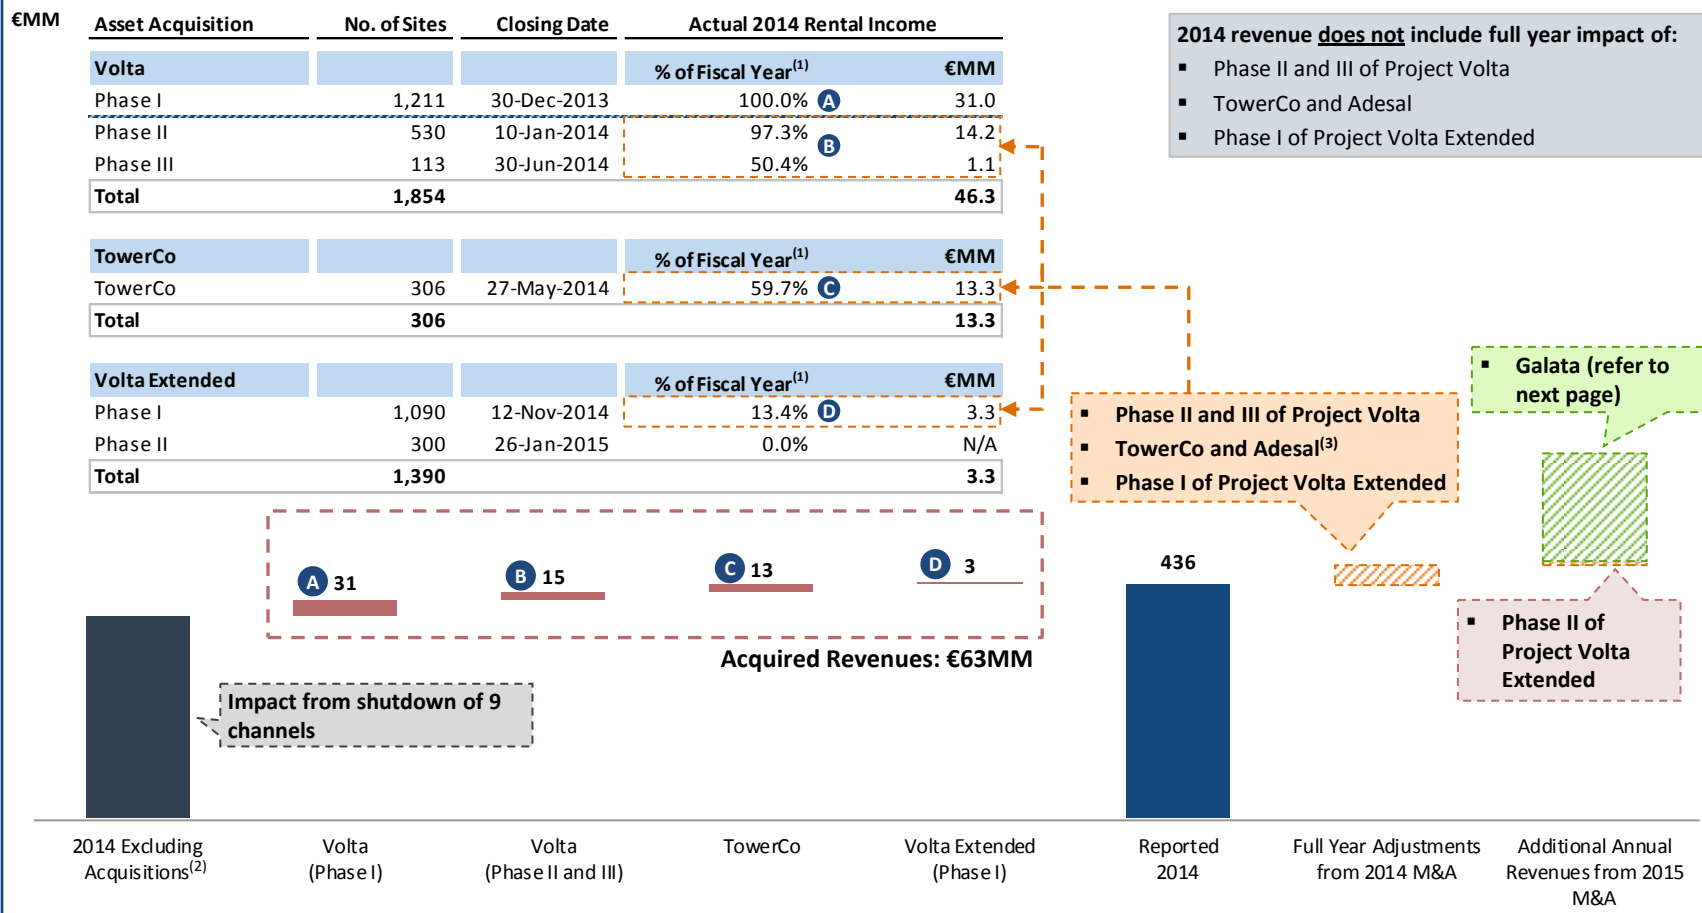 €MM
Asset Acquisition No. of Sites Closing Date Actual 2014 Rental Income
Volta % of Fiscal Year(1) €MM
Phase I 1,211 30-Dec-2013 100.0% A 31.0
Phase II 530 10-Jan-2014 97.3% 14.2
B
Phase III 113 30-Jun-2014 50.4% 1.1
Total 1,854 46.3
TowerCo % of Fiscal Year(1) €MM
TowerCo 306 27-May-2014 59.7% C 13.3
Total 306 13.3
Volta Extended % of Fiscal Year(1) €MM
Phase I 1,090 12-Nov-2014 13.4% D 3.3
Phase II 300 26-Jan-2015 0.0% N/A
Total 1,390 3.3
2014 revenue does not include full year impact of:
▪ Phase II and III of Project Volta
▪ TowerCo and Adesal
▪ Phase I of Project Volta Extended
▪ Galata (refer to
next page)
▪ Phase II and III of Project Volta
▪ TowerCo and Adesal(3)
▪ Phase I of Project Volta Extended
A 31
B 15
C 13
D 3
436
Acquired Revenues: €63MM
▪ Phase II of
Project Volta
Extended
Impact from shutdown of 9
channels
2014 Excluding
Acquisitions(2)
Volta
(Phase I)
Volta
(Phase II and III)
TowerCo
Volta Extended
(Phase I)
Reported
2014
Full Year Adjustments
from 2014 M&A
Additional Annual
Revenues from 2015
M&A